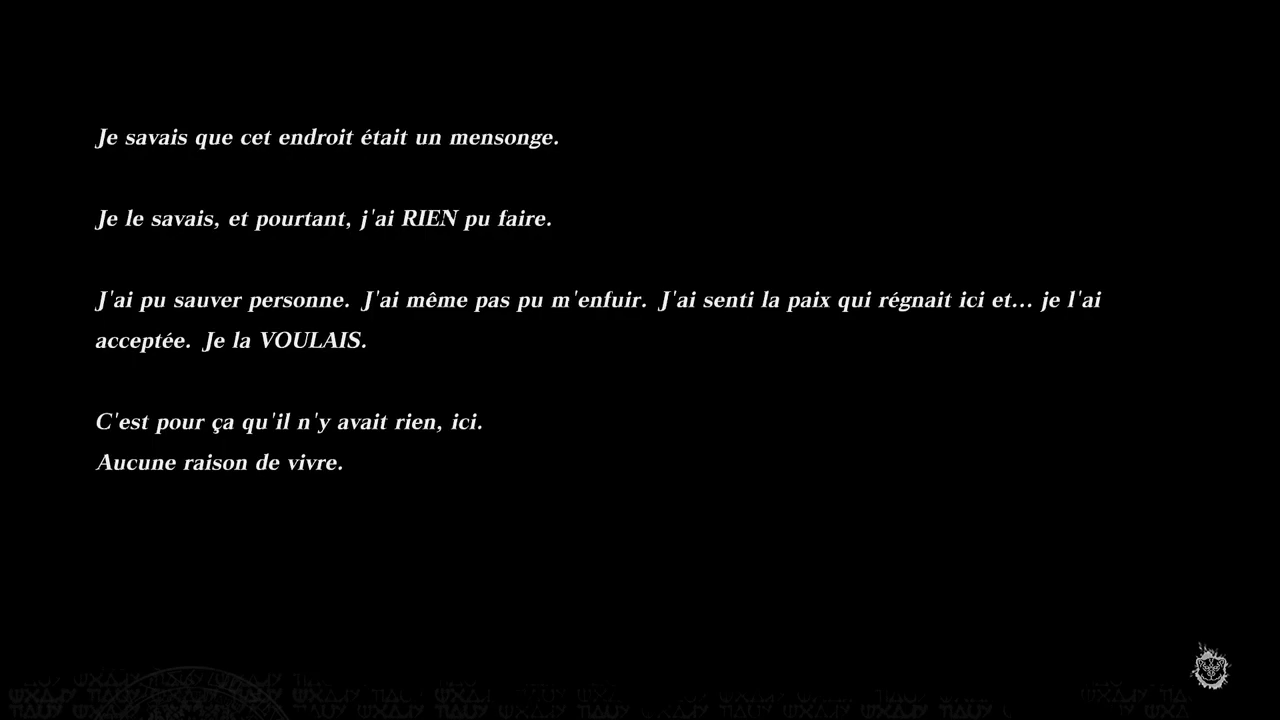 Je savais que cet endroit était un mensonge.
Je le savais, et pourtant, j'ai RIEN pu faire.
J'ai pu sauver personne. J'ai même pas pu m'enfuir. J'ai senti la paix qui régnait ici et... je l'ai
acceptée. Je la VOULAIS.
C'est pour ça qu'il n'y avait rien, ici.
Aucune raison de vivre.